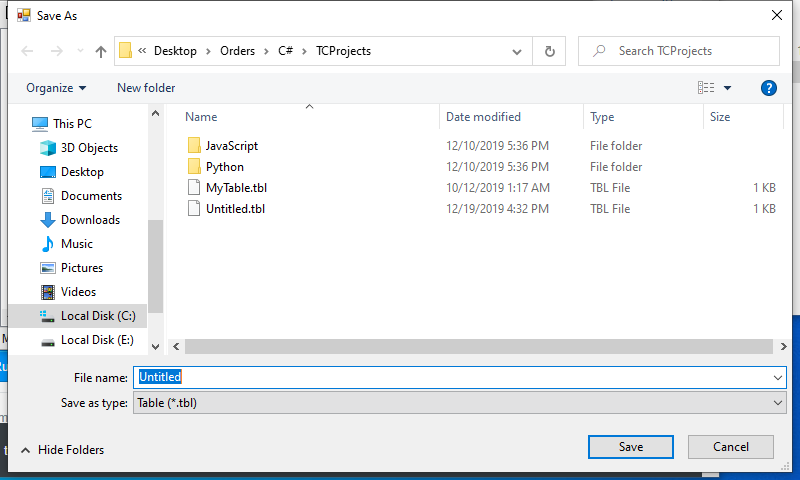 Save As
« Desktop > Orders > C# > TCProjects
Search TCProjects
Organize
New folder
?
This PC
3D Objects
Desktop
Documents
Downloads
Music
Pictures
Videos
Local Disk (C:)
Local Disk (E:)
Name Date modified Type Size
JavaScript 12/10/2019 5:36 PM File folder
Python 12/10/2019 5:36 PM File folder
MyTable.tbl 10/12/2019 1:17 AM TBL File 1 KB
Untitled.tbl 12/19/2019 4:32 PM TBL File 1 KB
File name: Untitled
Save as type: Table (*.tbl)
Hide Folders
Save
Cancel